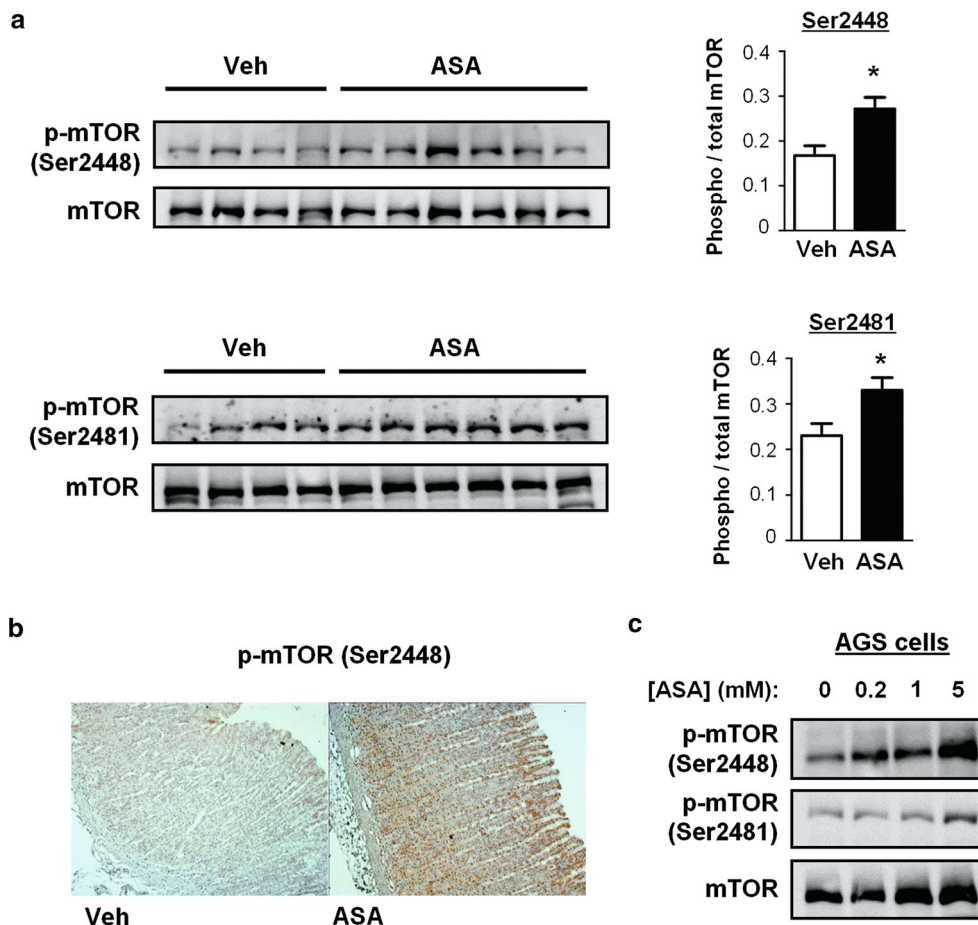 a
Veh ASA
p-mTOR
(Ser2448)
mTOR
Ser2448
Phospho / total mTOR
0.4
0.3
0.2
0.1
0
*
Veh ASA
Veh ASA
p-mTOR
(Ser2481)
mTOR
Ser2481
Phospho / total mTOR
0.4
0.3
0.2
0.1
0
*
Veh ASA
b
p-mTOR (Ser2448)
Veh ASA
c
AGS cells
[ASA] (mM): 0 0.2 1 5
p-mTOR
(Ser2448)
p-mTOR
(Ser2481)
mTOR